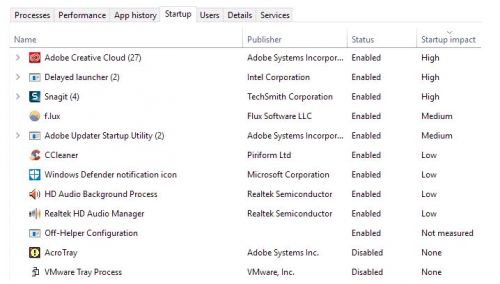 Processes Performance App history Startup Users Details Services
Name Publisher Status Startup impact
Adobe Creative Cloud (27) Adobe Systems Incorpor... Enabled High
Delayed launcher (2) Intel Corporation Enabled High
Snagit (4) TechSmith Corporation Enabled High
f.lux Flux Software LLC Enabled Medium
Adobe Updater Startup Utility (2) Adobe Systems Incorpor... Enabled Medium
CCleaner Piriform Ltd Enabled Low
Windows Defender notification icon Microsoft Corporation Enabled Low
HD Audio Background Process Realtek Semiconductor Enabled Low
Realtek HD Audio Manager Realtek Semiconductor Enabled Low
Off-Helper Configuration Enabled Not measured
AcroTray Adobe Systems Inc. Disabled None
VMware Tray Process VMware, Inc. Disabled None